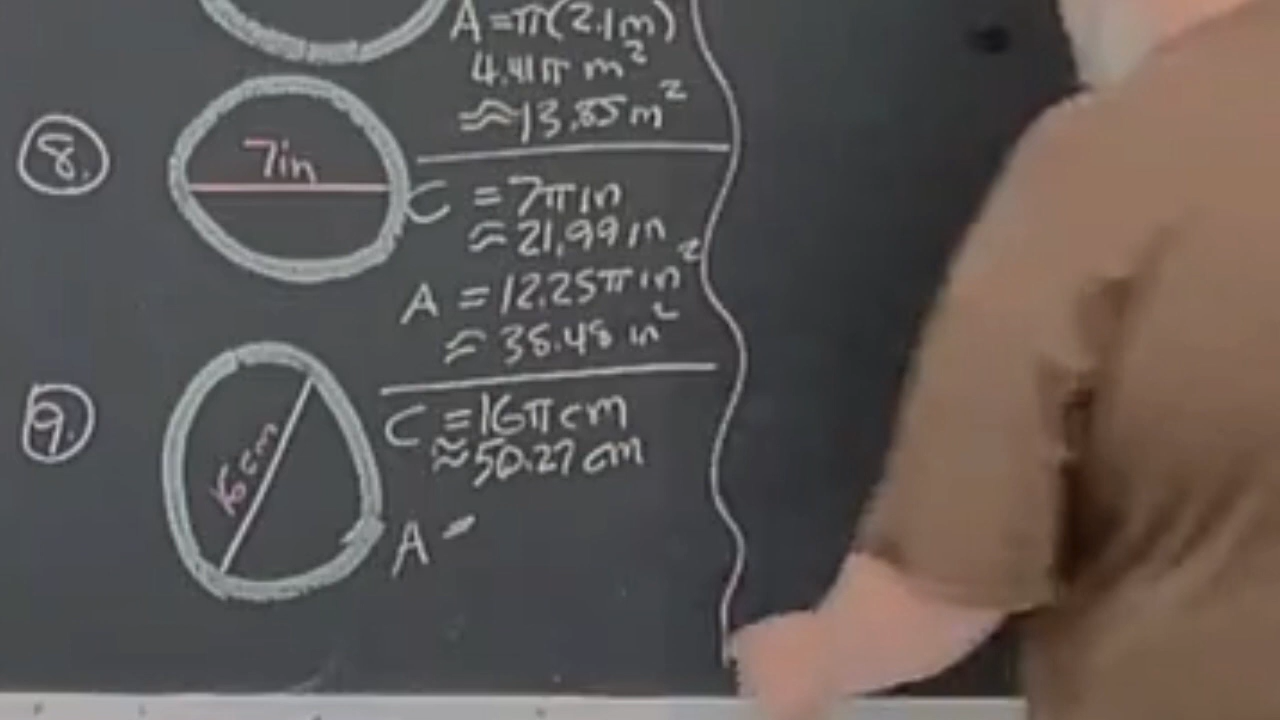 A = π(2.1m)
4.41π m²
≈13.85 m²
8.
7in
C = 7π in
≈ 21.99 in
A = 12.25π in²
≈ 38.48 in²
9.
16 cm
C = 16π cm
≈ 50.27 cm
A =